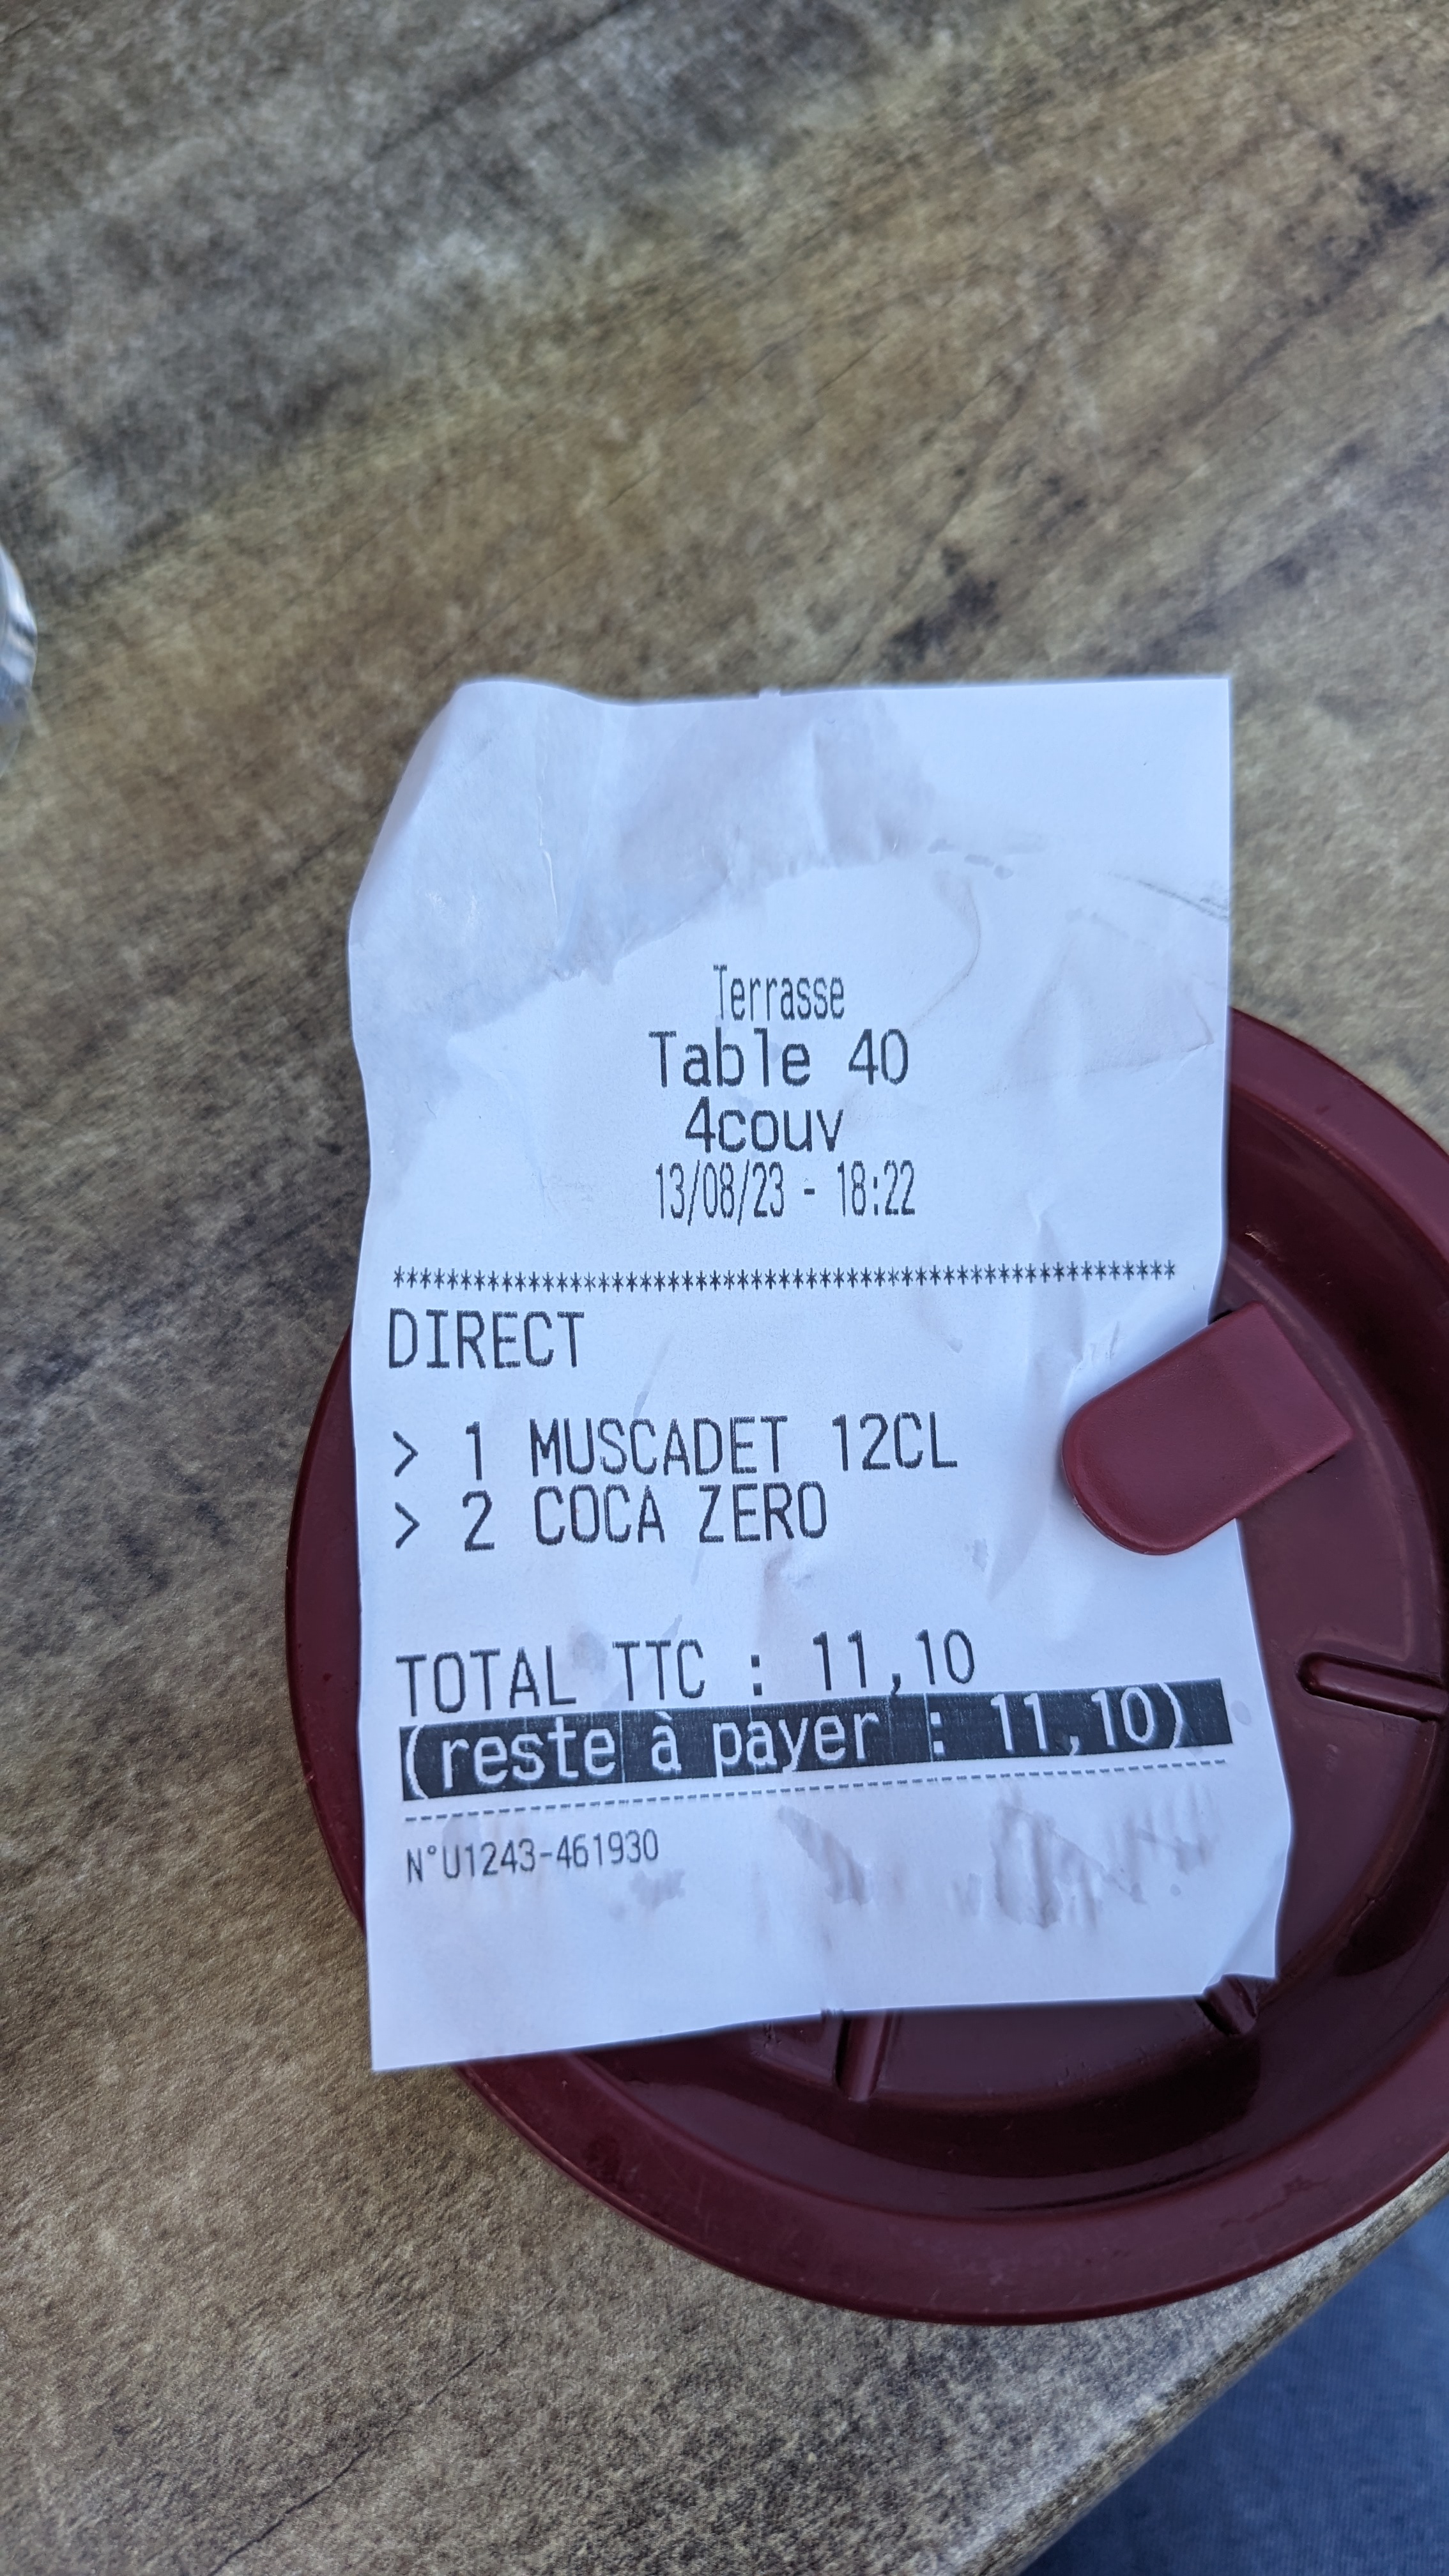 Terrasse
Table 40
4couv
13/08/23 - 18:22
**********************************************************
DIRECT
> 1 MUSCADET 12CL
> 2 COCA ZERO
TOTAL TTC : 11,10
(reste à payer : 11,10)
--------------------------------------------------
N°U1243-461930